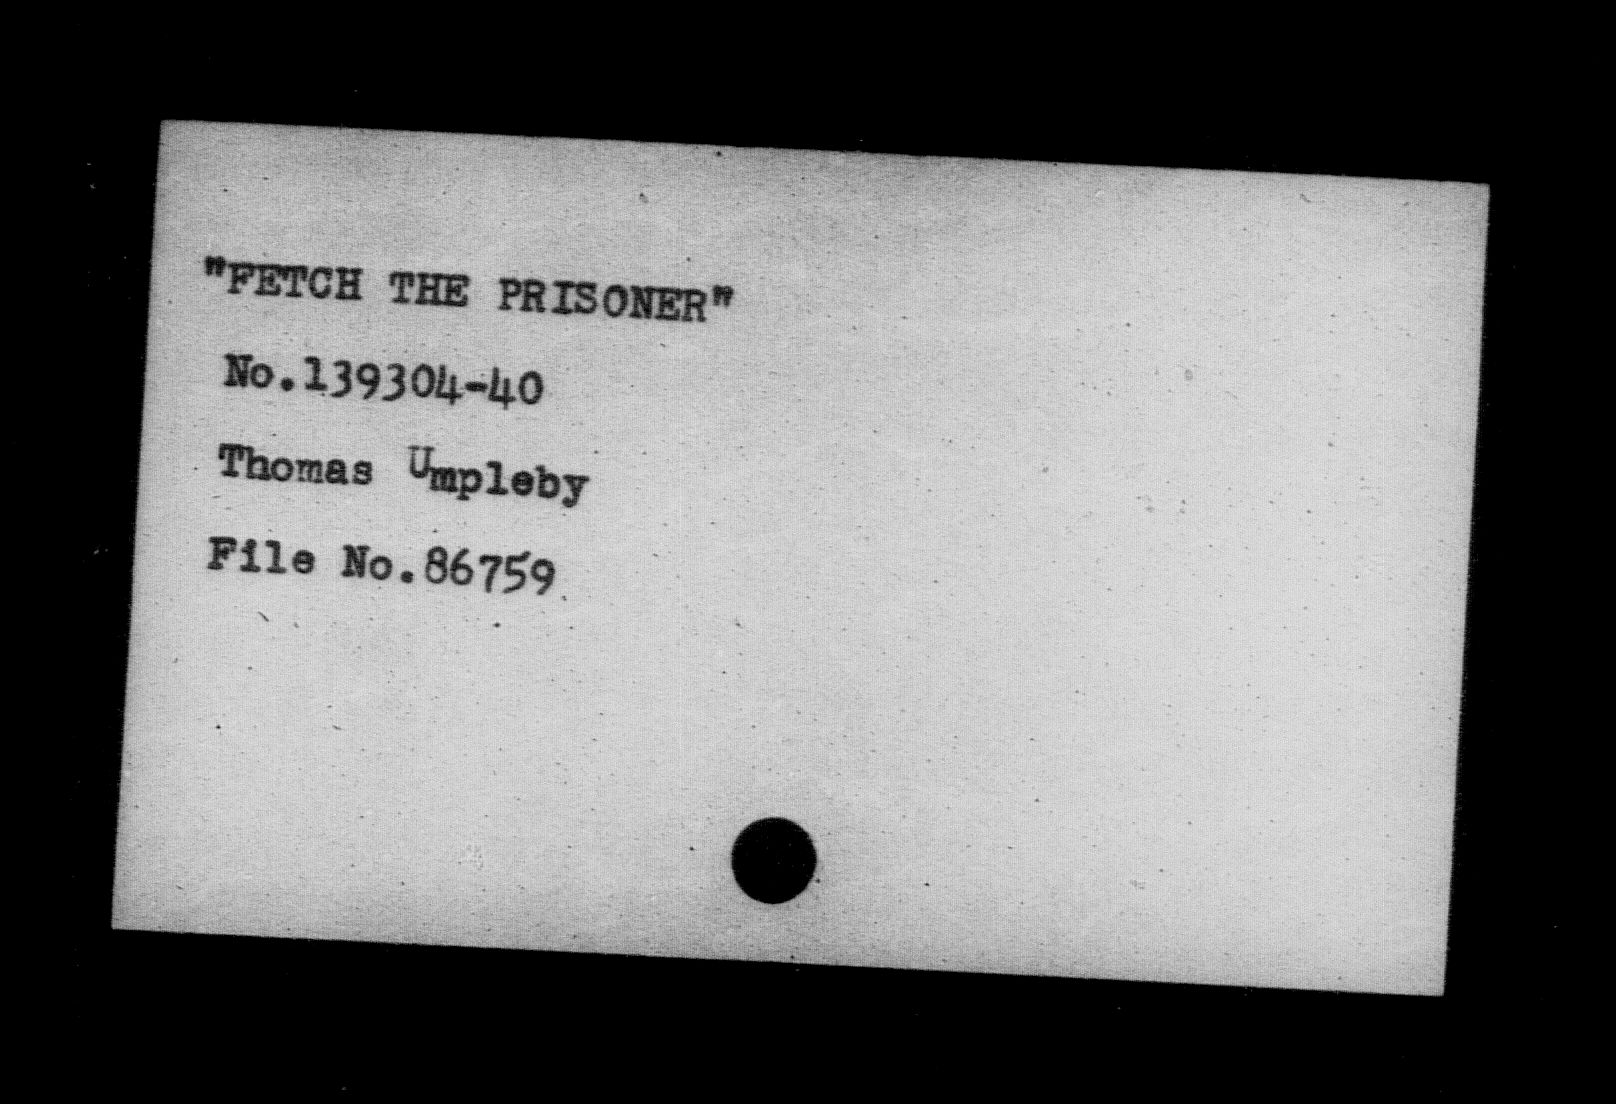 "FETCH THE PRISONER"
No.139304-40
Thomas Umpleby
File No.86759